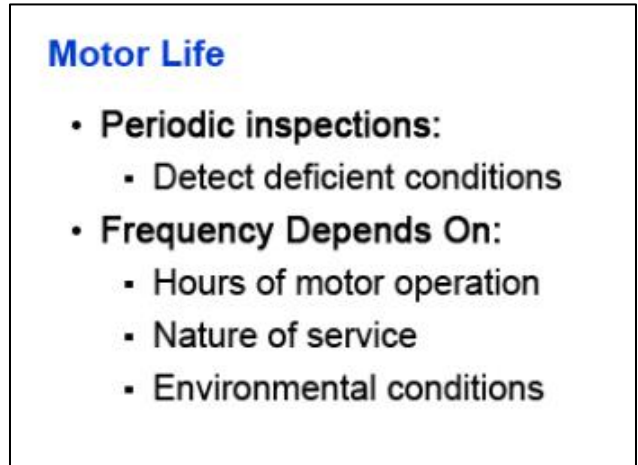 Motor Life
• Periodic inspections:
▪ Detect deficient conditions
• Frequency Depends On:
▪ Hours of motor operation
▪ Nature of service
▪ Environmental conditions